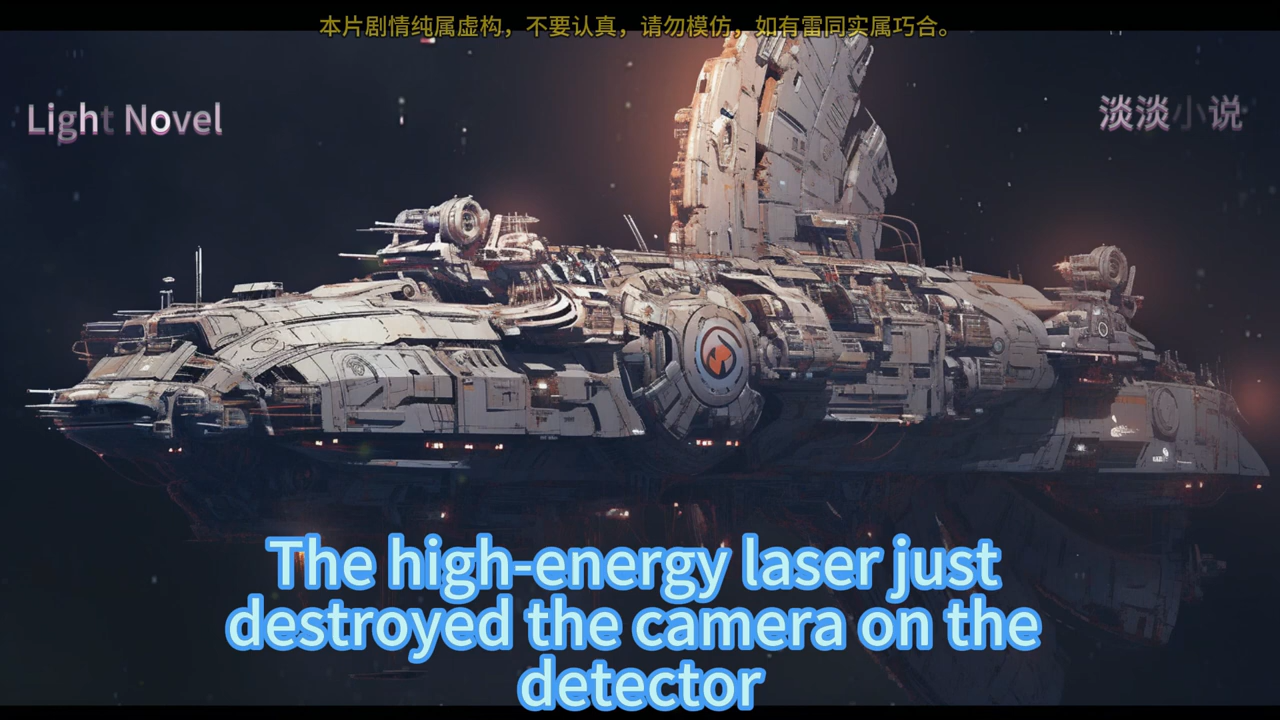 本片剧情纯属虚构，不要认真，请勿模仿，如有雷同实属巧合。
Light Novel
淡淡小说
The high-energy laser just
destroyed the camera on the
detector